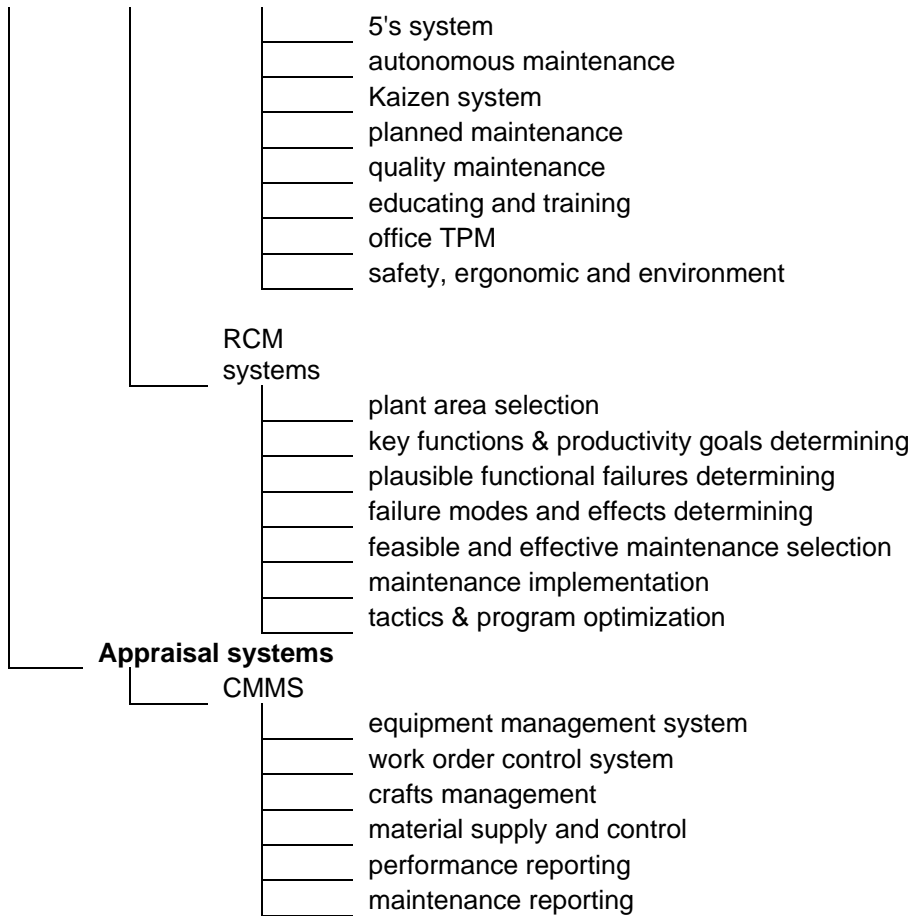 5's system
autonomous maintenance
Kaizen system
planned maintenance
quality maintenance
educating and training
office TPM
safety, ergonomic and environment
RCM
systems
plant area selection
key functions & productivity goals determining
plausible functional failures determining
failure modes and effects determining
feasible and effective maintenance selection
maintenance implementation
tactics & program optimization
Appraisal systems
CMMS
equipment management system
work order control system
crafts management
material supply and control
performance reporting
maintenance reporting